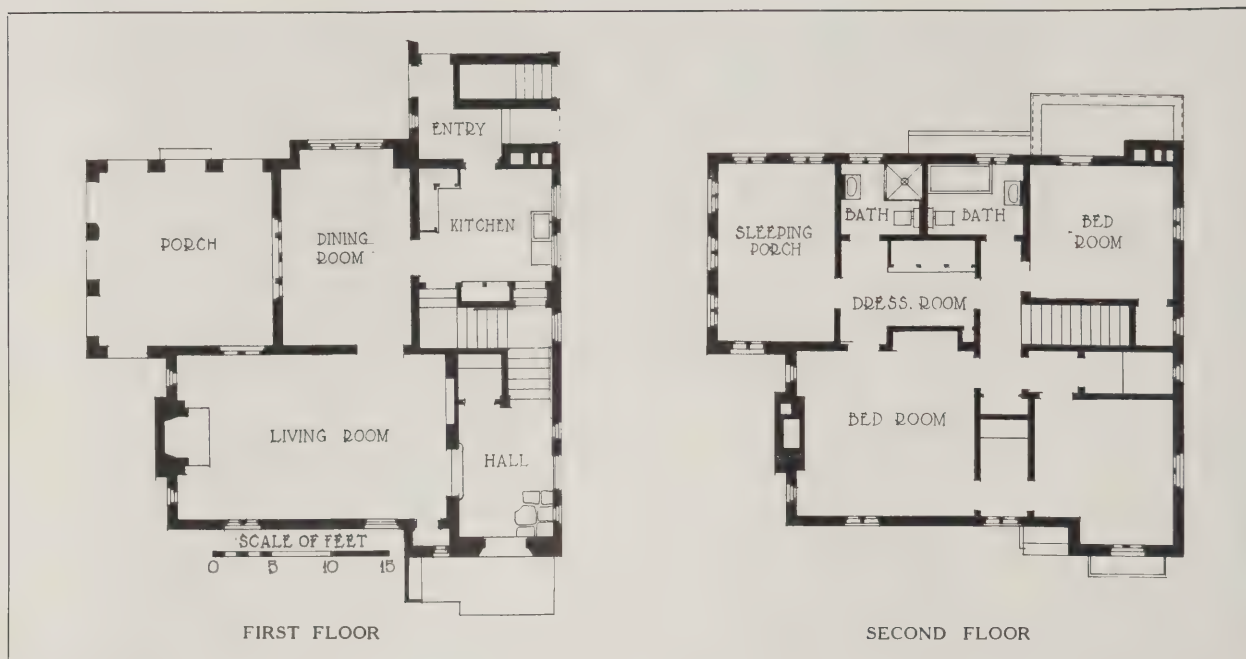 ENTRY
PORCH
DINING
ROOM
KITCHEN
LIVING ROOM
HALL
SCALE OF FEET
0 5 10 15
FIRST FLOOR
SLEEPING
PORCH
BATH
BATH
BED
ROOM
DRESS. ROOM
BED ROOM
SECOND FLOOR